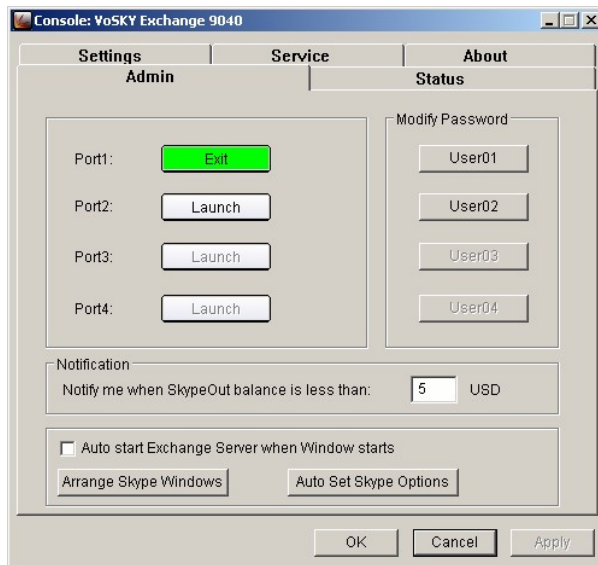 Console: VoSKY Exchange 9040
Settings
Service
About
Admin
Status
Modify Password
Port1:
Exit
User01
Port2:
Launch
User02
Port3:
Launch
User03
Port4:
Launch
User04
Notification
Notify me when SkypeOut balance is less than:
5
USD
Auto start Exchange Server when Window starts
Arrange Skype Windows
Auto Set Skype Options
OK
Cancel
Apply